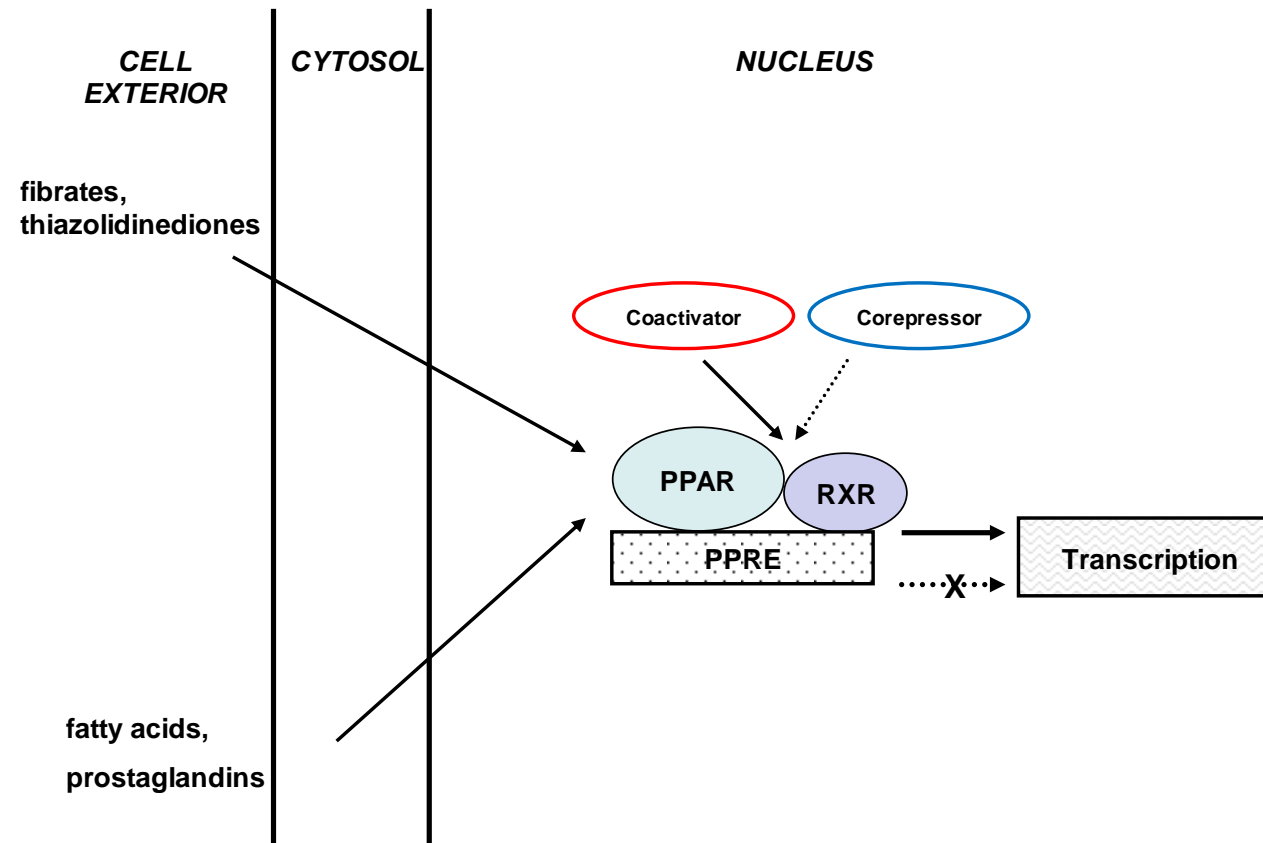 CELL
EXTERIOR
CYTOSOL
NUCLEUS
fibrates,
thiazolidinediones
Coactivator
Corepressor
PPAR
RXR
PPRE
X
Transcription
fatty acids,
prostaglandins